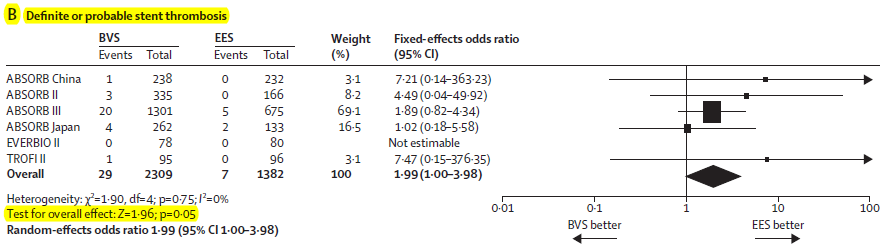 B Definite or probable stent thrombosis
BVS EES Weight (%) Fixed-effects odds ratio (95% CI)
Events Total Events Total
ABSORB China 1 238 0 232 3·1 7·21 (0·14–363·23)
ABSORB II 3 335 0 166 8·2 4·49 (0·04–49·92)
ABSORB III 20 1301 5 675 69·1 1·89 (0·82–4·34)
ABSORB Japan 4 262 2 133 16·5 1·02 (0·18–5·58)
EVERBIO II 0 78 0 80 Not estimable
TROFI II 1 95 0 96 3·1 7·47 (0·15–376·35)
Overall 29 2309 7 1382 100 1·99 (1·00–3·98)
Heterogeneity: χ²=1·90, df=4; p=0·75; I²=0%
Test for overall effect: Z=1·96; p=0·05
Random-effects odds ratio 1·99 (95% CI 1·00–3·98)
0·01 0·1 1 10 100
BVS better EES better